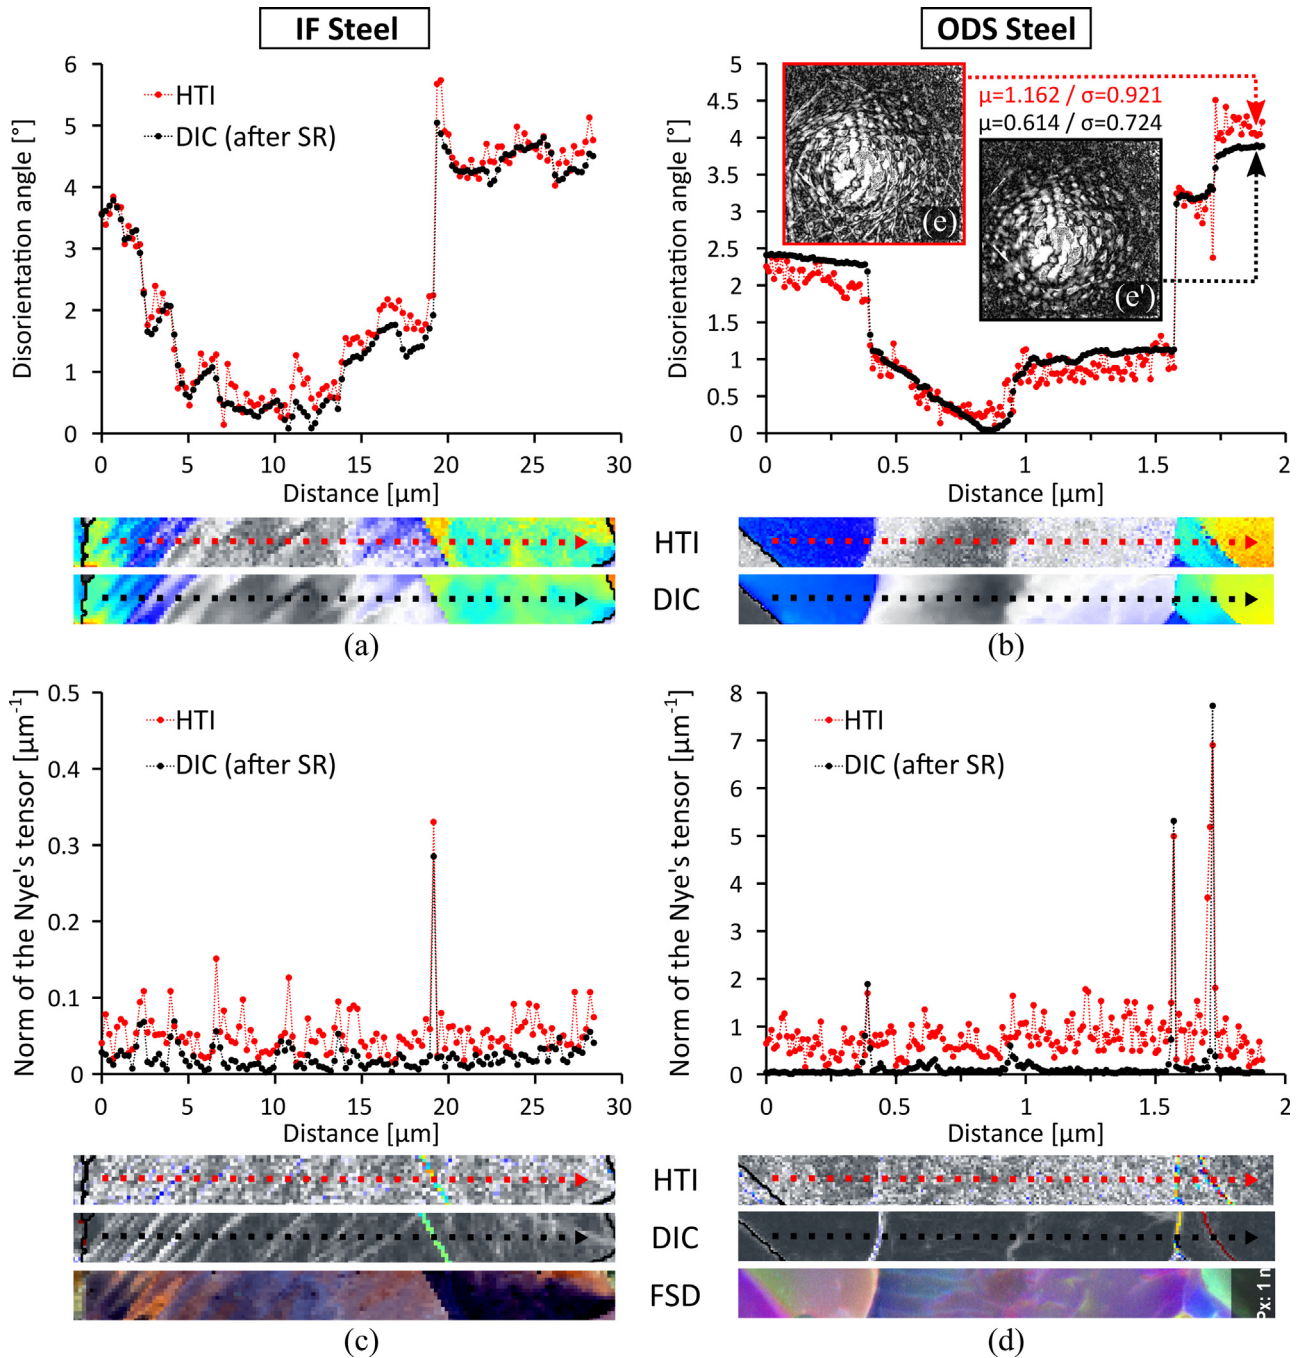 IF Steel
ODS Steel
Disorientation angle [°]
6
5
4
3
2
1
0
HTI
DIC (after SR)
0
5
10
15
20
25
30
Distance [µm]
Disorientation angle [°]
5
4.5
4
3.5
3
2.5
2
1.5
1
0.5
0
µ=1.162 / σ=0.921
µ=0.614 / σ=0.724
(e)
(e')
0
0.5
1
1.5
2
Distance [µm]
HTI
DIC
(a)
(b)
Norm of the Nye's tensor [µm⁻¹]
0.5
0.4
0.3
0.2
0.1
0
HTI
DIC (after SR)
0
5
10
15
20
25
30
Distance [µm]
Norm of the Nye's tensor [µm⁻¹]
8
7
6
5
4
3
2
1
0
HTI
DIC (after SR)
0
0.5
1
1.5
2
Distance [µm]
HTI
DIC
FSD
Px: 1 n
(c)
(d)